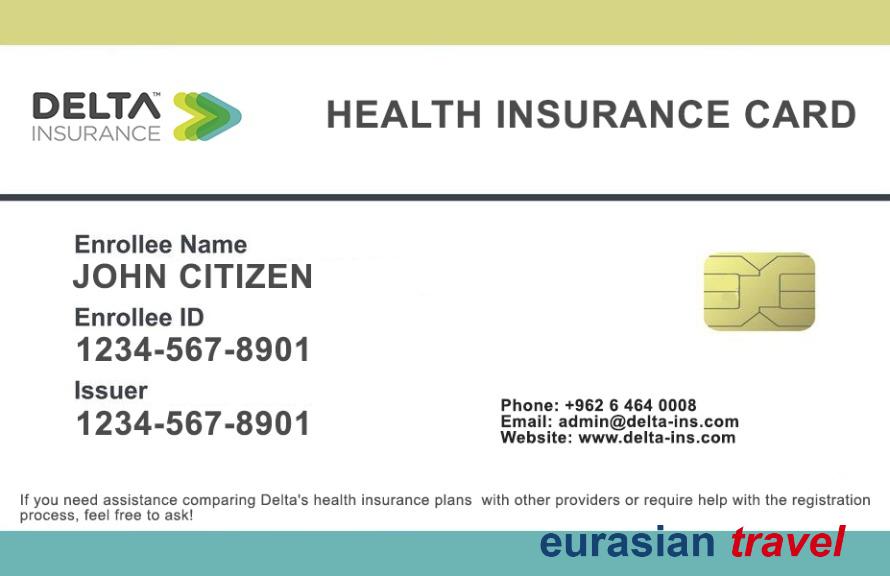 DELTA™
INSURANCE
HEALTH INSURANCE CARD
Enrollee Name
JOHN CITIZEN
Enrollee ID
1234-567-8901
Issuer
1234-567-8901
Phone: +962 6 464 0008
Email: admin@delta-ins.com
Website: www.delta-ins.com
If you need assistance comparing Delta's health insurance plans with other providers or require help with the registration
process, feel free to ask!
eurasian travel